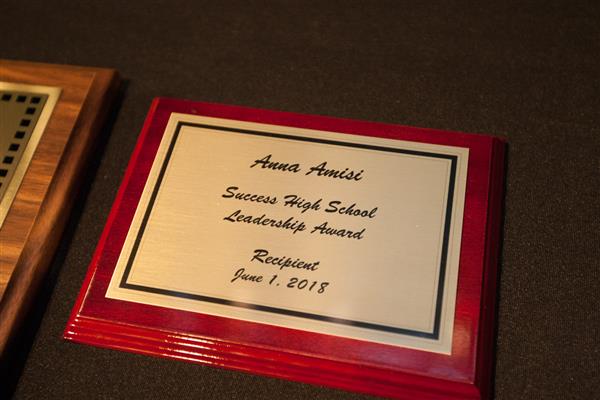 Anna Amisi
Success High School
Leadership Award
Recipient
June 1, 2018